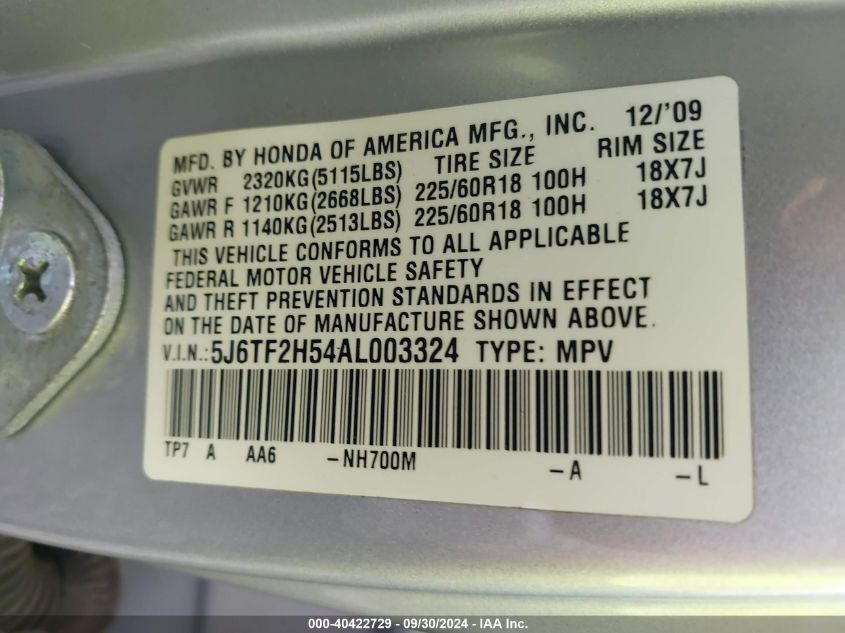 MFD. BY HONDA OF AMERICA MFG., INC. 12/'09
GVWR 2320KG(5115LBS) TIRE SIZE RIM SIZE
GAWR F 1210KG(2668LBS) 225/60R18 100H 18X7J
GAWR R 1140KG(2513LBS) 225/60R18 100H 18X7J
THIS VEHICLE CONFORMS TO ALL APPLICABLE
FEDERAL MOTOR VEHICLE SAFETY
AND THEFT PREVENTION STANDARDS IN EFFECT
ON THE DATE OF MANUFACTURE SHOWN ABOVE.
V.I.N.:5J6TF2H54AL003324 TYPE: MPV
TP7 A AA6 -NH700M -A -L
000-40422729 - 09/30/2024 - IAA Inc.